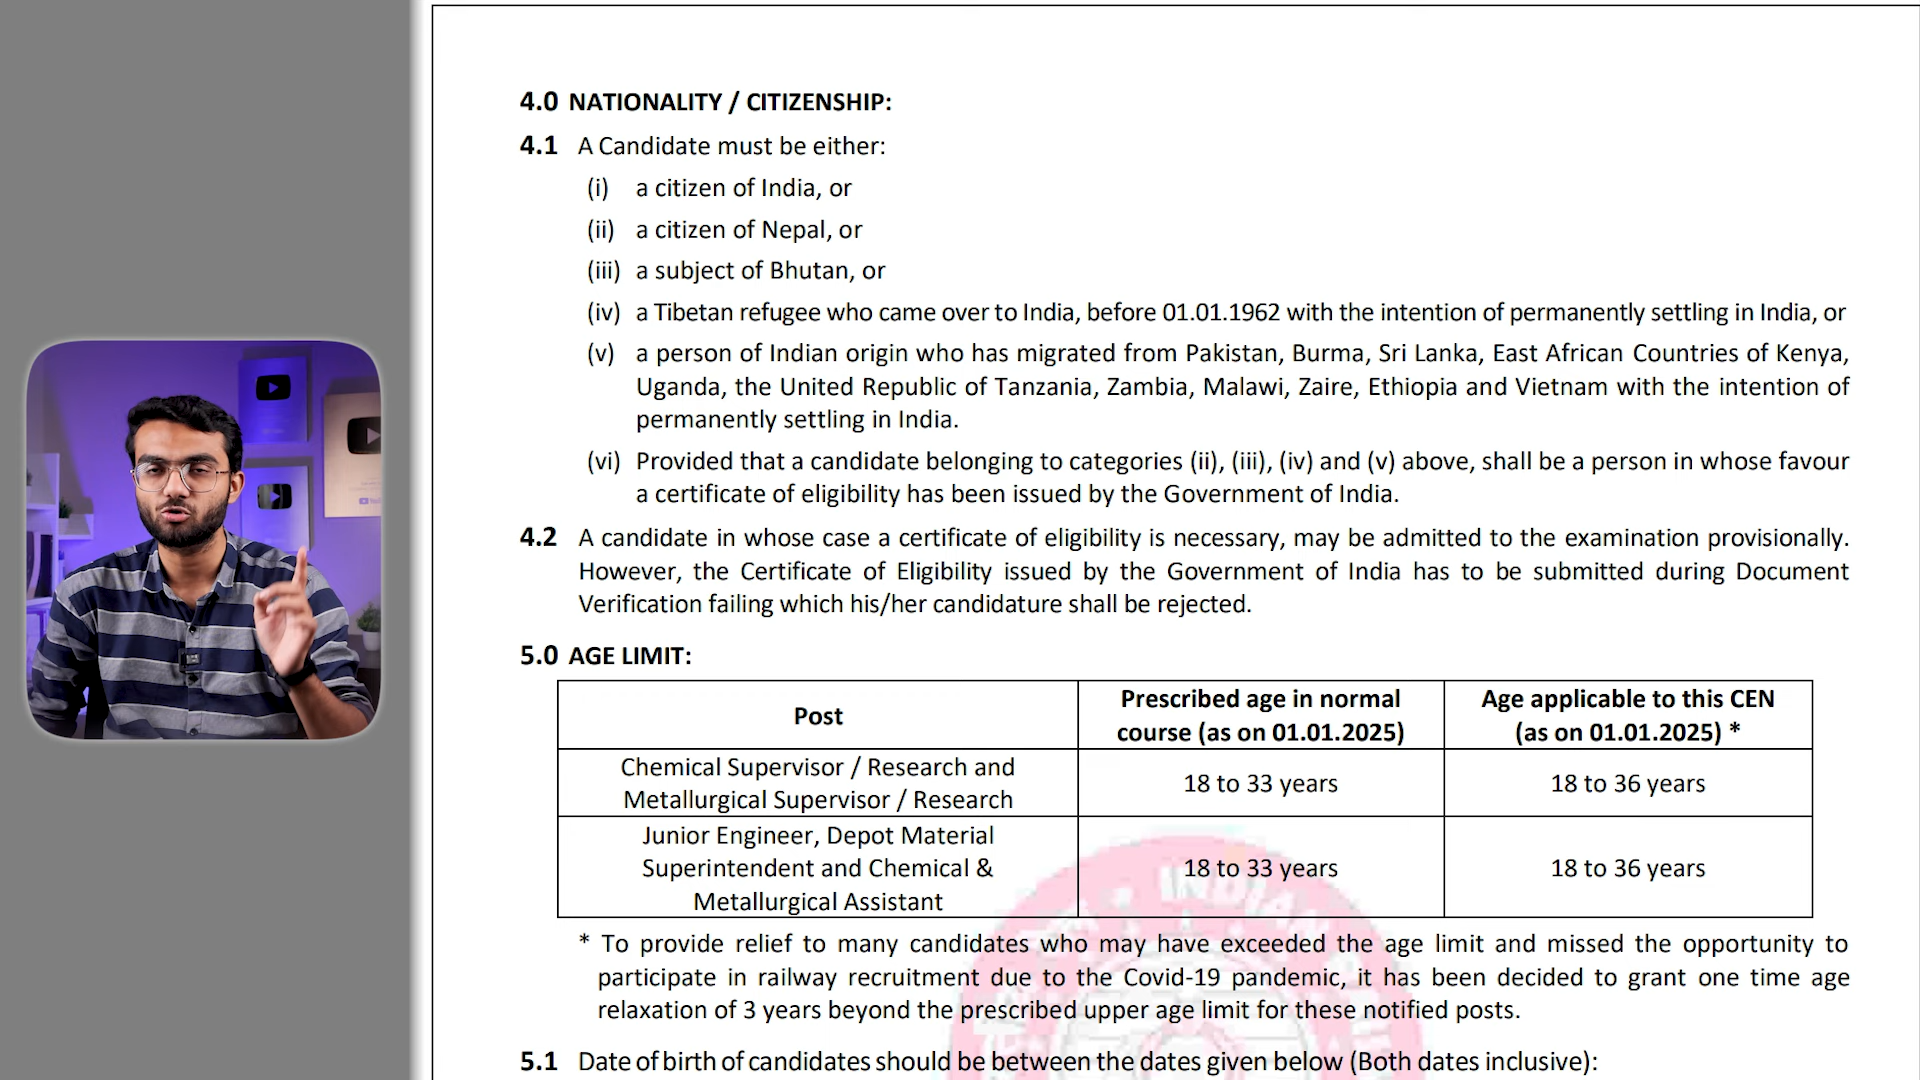 4.0 NATIONALITY / CITIZENSHIP:
4.1 A Candidate must be either:
(i) a citizen of India, or
(ii) a citizen of Nepal, or
(iii) a subject of Bhutan, or
(iv) a Tibetan refugee who came over to India, before 01.01.1962 with the intention of permanently settling in India, or
(v) a person of Indian origin who has migrated from Pakistan, Burma, Sri Lanka, East African Countries of Kenya,
Uganda, the United Republic of Tanzania, Zambia, Malawi, Zaire, Ethiopia and Vietnam with the intention of
permanently settling in India.
(vi) Provided that a candidate belonging to categories (ii), (iii), (iv) and (v) above, shall be a person in whose favour
a certificate of eligibility has been issued by the Government of India.
4.2 A candidate in whose case a certificate of eligibility is necessary, may be admitted to the examination provisionally.
However, the Certificate of Eligibility issued by the Government of India has to be submitted during Document
Verification failing which his/her candidature shall be rejected.
5.0 AGE LIMIT:
Post
Prescribed age in normal
course (as on 01.01.2025)
Age applicable to this CEN
(as on 01.01.2025) *
Chemical Supervisor / Research and
Metallurgical Supervisor / Research
18 to 33 years
18 to 36 years
Junior Engineer, Depot Material
Superintendent and Chemical &
Metallurgical Assistant
18 to 33 years
18 to 36 years
* To provide relief to many candidates who may have exceeded the age limit and missed the opportunity to
participate in railway recruitment due to the Covid-19 pandemic, it has been decided to grant one time age
relaxation of 3 years beyond the prescribed upper age limit for these notified posts.
5.1 Date of birth of candidates should be between the dates given below (Both dates inclusive):
INDIAN